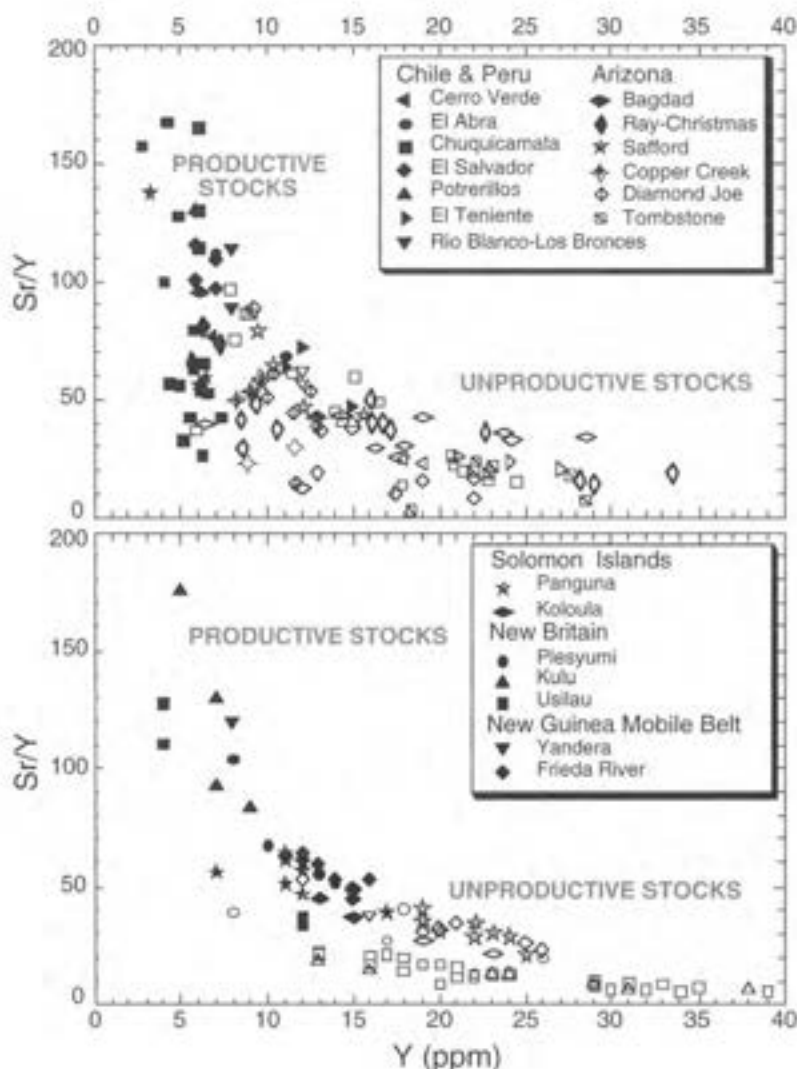 0 5 10 15 20 25 30 35 40
200
150
100
50
0
Sr/Y
PRODUCTIVE
STOCKS
UNPRODUCTIVE STOCKS
Chile & Peru
Cerro Verde
El Abra
Chuquicamata
El Salvador
Potrerillos
El Teniente
Rio Blanco-Los Bronces
Arizona
Bagdad
Ray-Christmas
Safford
Copper Creek
Diamond Joe
Tombstone
200
150
100
50
0
Sr/Y
PRODUCTIVE STOCKS
UNPRODUCTIVE STOCKS
Solomon Islands
Panguna
Koloula
New Britain
Plesyumi
Kulu
Usilau
New Guinea Mobile Belt
Yandera
Frieda River
0 5 10 15 20 25 30 35 40
Y (ppm)